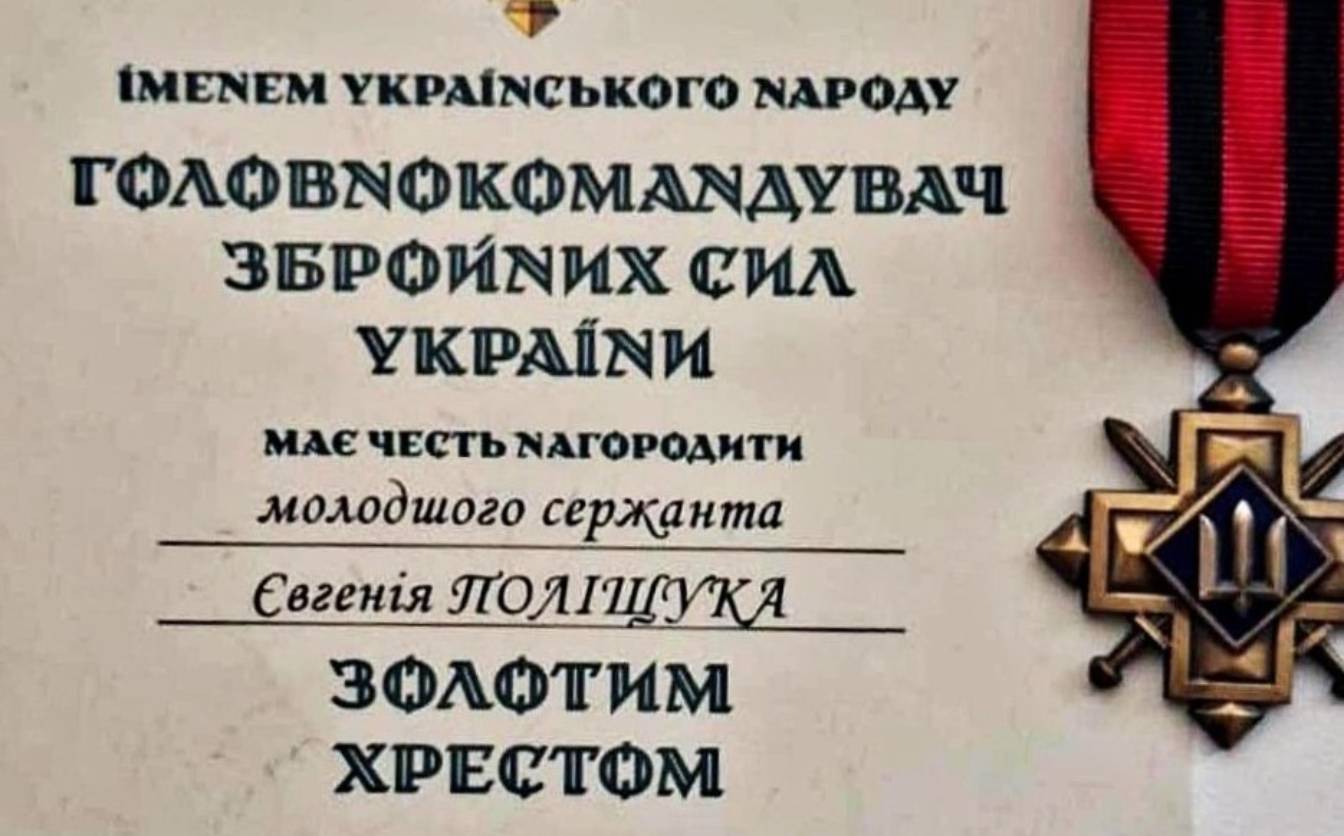 ІМЕНЕМ УКРАЇНСЬКОГО НАРОДУ
ГОЛОВНОКОМАНДУВАЧ
ЗБРОЙНИХ СИЛ
УКРАЇНИ
МАЄ ЧЕСТЬ НАГОРОДИТИ
молодшого сержанта
Євгенія ПОЛІЩУКА
ЗОЛОТИМ
ХРЕСТОМ